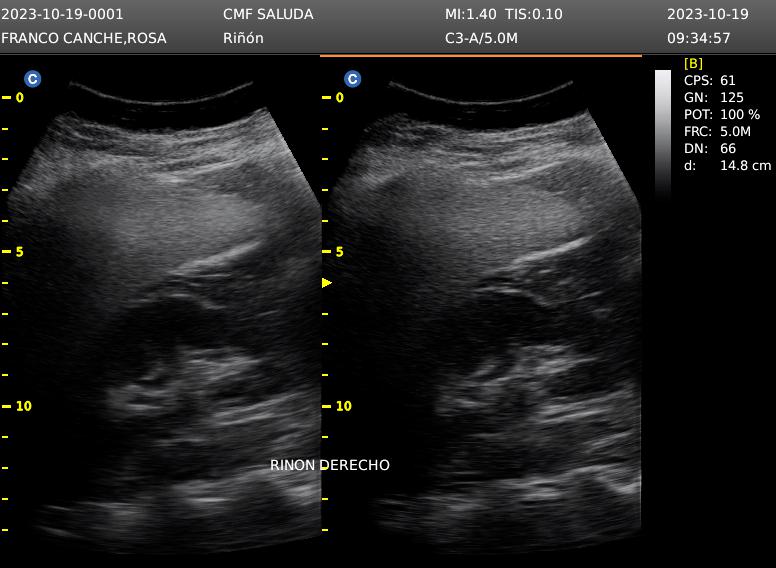 2023-10-19-0001 CMF SALUDA MI:1.40 TIS:0.10 2023-10-19
FRANCO CANCHE,ROSA Riñón C3-A/5.0M 09:34:57
[B]
C C
CPS: 61
0 0
GN: 125
POT: 100 %
FRC: 5.0M
DN: 66
d: 14.8 cm
5 5
10 10
RINON DERECHO